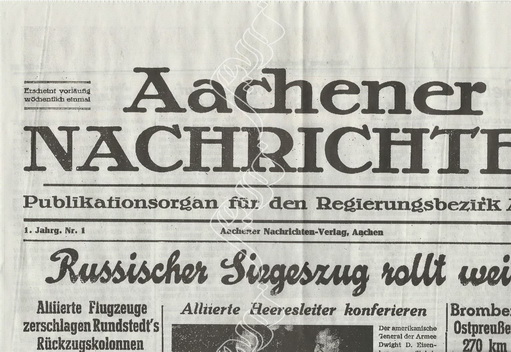 Erscheint vorläufig
wöchentlich einmal
Aachener
NACHRICHTE
Publikationsorgan für den Regierungsbezirk A
1. Jahrg. Nr. 1
Aachener Nachrichten-Verlag, Aachen
Russischer Siegeszug rollt wei
Alliierte Flugzeuge
zerschlagen Rundstedt's
Rückzugskolonnen
Alliierte Heeresleiter konferieren
Der amerikanische
General der Armee
Dwight D. Eisen-
Brombe
Ostpreuße
270 km